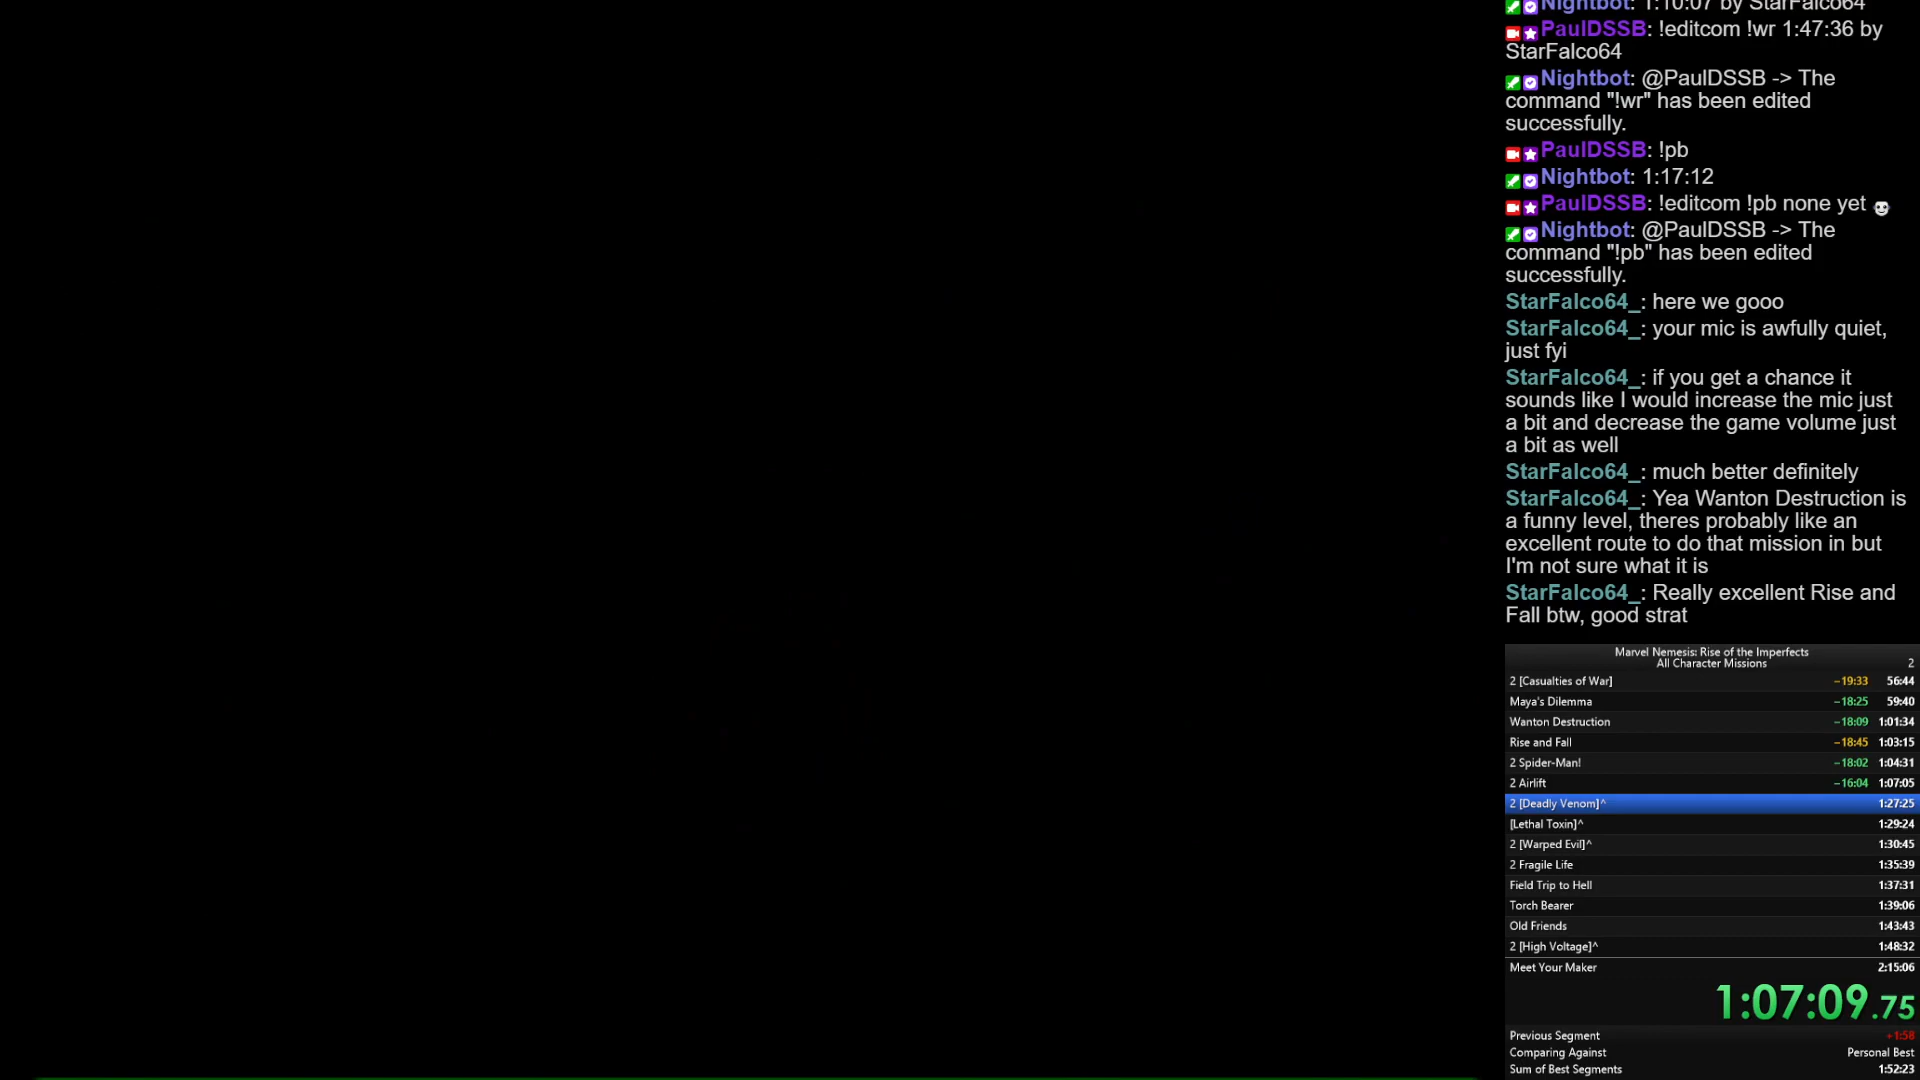 Nightbot: 1:10:07 by StarFalco64
PaulDSSB: !editcom !wr 1:47:36 by
StarFalco64
Nightbot: @PaulDSSB -> The
command "!wr" has been edited
successfully.
PaulDSSB: !pb
Nightbot: 1:17:12
PaulDSSB: !editcom !pb none yet
Nightbot: @PaulDSSB -> The
command "!pb" has been edited
successfully.
StarFalco64_: here we gooo
StarFalco64_: your mic is awfully quiet,
just fyi
StarFalco64_: if you get a chance it
sounds like I would increase the mic just
a bit and decrease the game volume just
a bit as well
StarFalco64_: much better definitely
StarFalco64_: Yea Wanton Destruction is
a funny level, theres probably like an
excellent route to do that mission in but
I'm not sure what it is
StarFalco64_: Really excellent Rise and
Fall btw, good strat
Marvel Nemesis: Rise of the Imperfects
All Character Missions 2
2 [Casualties of War] −19:33 56:44
Maya's Dilemma −18:25 59:40
Wanton Destruction −18:09 1:01:34
Rise and Fall −18:45 1:03:15
2 Spider-Man! −18:02 1:04:31
2 Airlift −16:04 1:07:05
2 [Deadly Venom]^ 1:27:25
[Lethal Toxin]^ 1:29:24
2 [Warped Evil]^ 1:30:45
2 Fragile Life 1:35:39
Field Trip to Hell 1:37:31
Torch Bearer 1:39:06
Old Friends 1:43:43
2 [High Voltage]^ 1:48:32
Meet Your Maker 2:15:06
1:07:09.75
Previous Segment +1:58
Comparing Against Personal Best
Sum of Best Segments 1:52:23